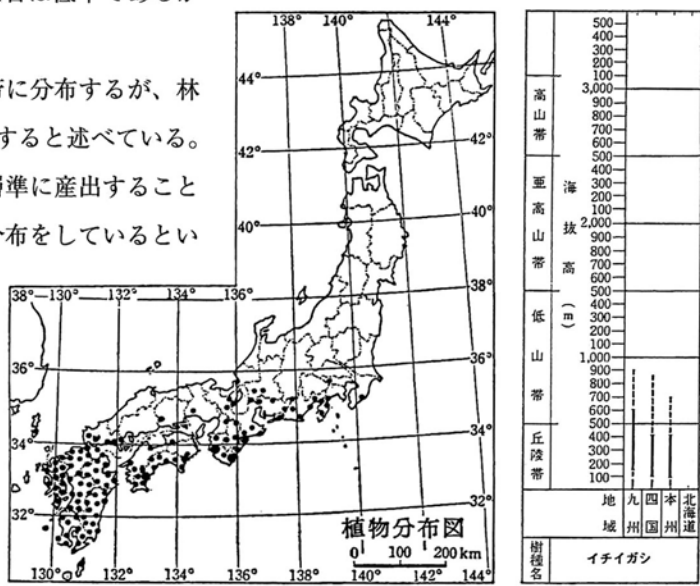 術に分布するが、林
すると述べている。
層準に産出すること
分布をしているとい
138° 140° 142° 144°
44°
42° 42°
40° 40°
38° 130° 132° 134° 136° 38°
36° 36°
34° 34°
32° 32°
植物分布図
0 100 200km
130° 132° 134° 136° 138° 140° 142° 144°
500
400
300
200
100
高山帯
3,000
900
800
700
600
500
亜高山帯
400
300
200
100
2,000
900
800
700
600
500
低山帯
400
300
200
100
1,000
900
800
700
600
500
丘陵帯
400
300
200
100
海抜高(m)
地域 九州 四国 本州 北海道
樹種名 イチイガシ